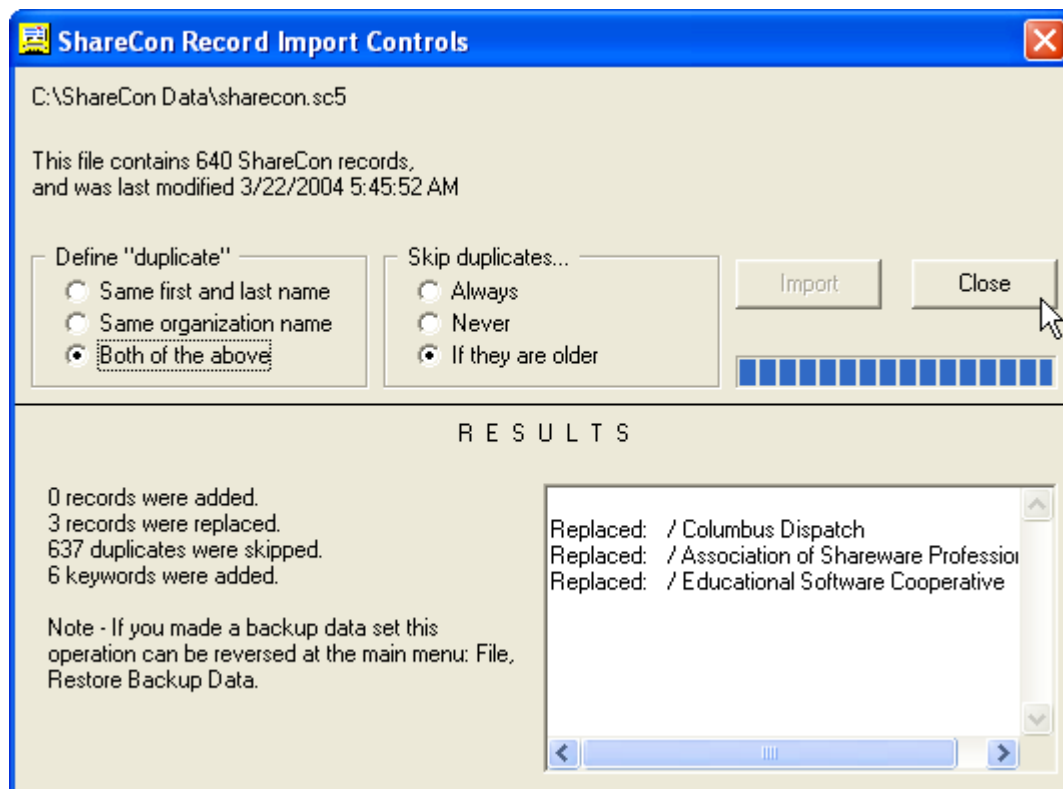 ShareCon Record Import Controls
C:\ShareCon Data\sharecon.sc5
This file contains 640 ShareCon records,
and was last modified 3/22/2004 5:45:52 AM
Define "duplicate"
Same first and last name
Same organization name
Both of the above
Skip duplicates...
Always
Never
If they are older
Import
Close
R E S U L T S
0 records were added.
3 records were replaced.
637 duplicates were skipped.
6 keywords were added.
Note - If you made a backup data set this
operation can be reversed at the main menu: File,
Restore Backup Data.
Replaced: / Columbus Dispatch
Replaced: / Association of Shareware Profession
Replaced: / Educational Software Cooperative